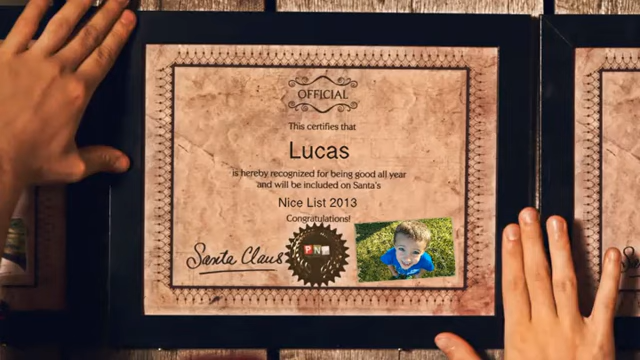 OFFICIAL
This certifies that
Lucas
is hereby recognized for being good all year
and will be included on Santa's
Nice List 2013
Congratulations!
Santa Claus
PNP